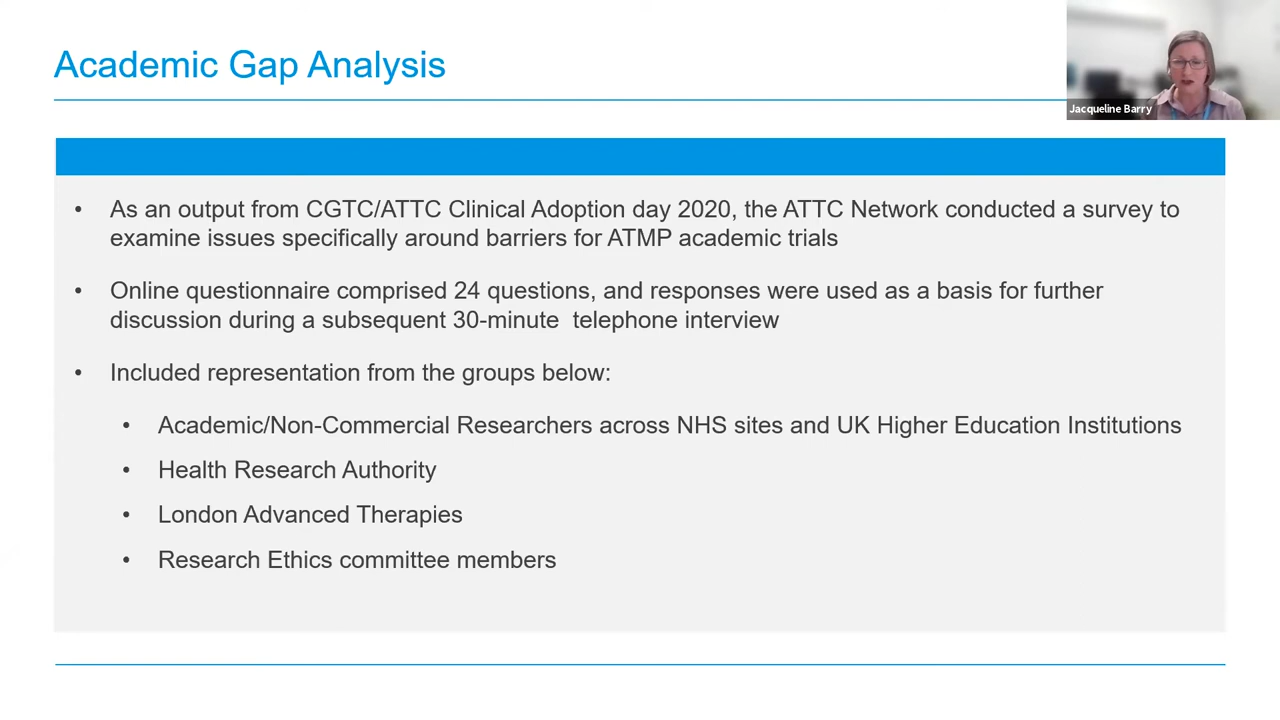 Academic Gap Analysis
Jacqueline Barry
• As an output from CGTC/ATTC Clinical Adoption day 2020, the ATTC Network conducted a survey to
examine issues specifically around barriers for ATMP academic trials
• Online questionnaire comprised 24 questions, and responses were used as a basis for further
discussion during a subsequent 30-minute  telephone interview
• Included representation from the groups below:
• Academic/Non-Commercial Researchers across NHS sites and UK Higher Education Institutions
• Health Research Authority
• London Advanced Therapies
• Research Ethics committee members